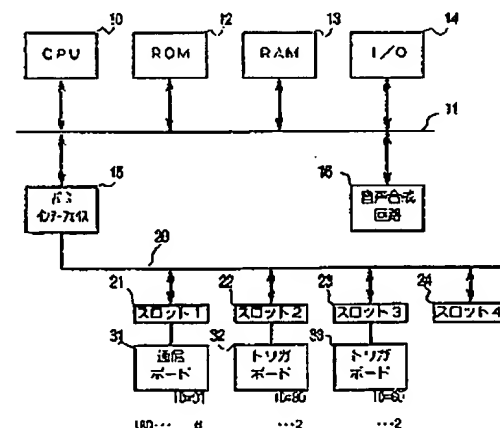 10
12
13
14
CPU
ROM
RAM
I/O
11
15
バス
インターフェイス
16
音声合成
回路
20
21
22
23
24
スロット1
スロット2
スロット3
スロット4
31
32
33
通信
ボード
トリガ
ボード
トリガ
ボード
ID=01
ID=80
ID=80
…2
…2